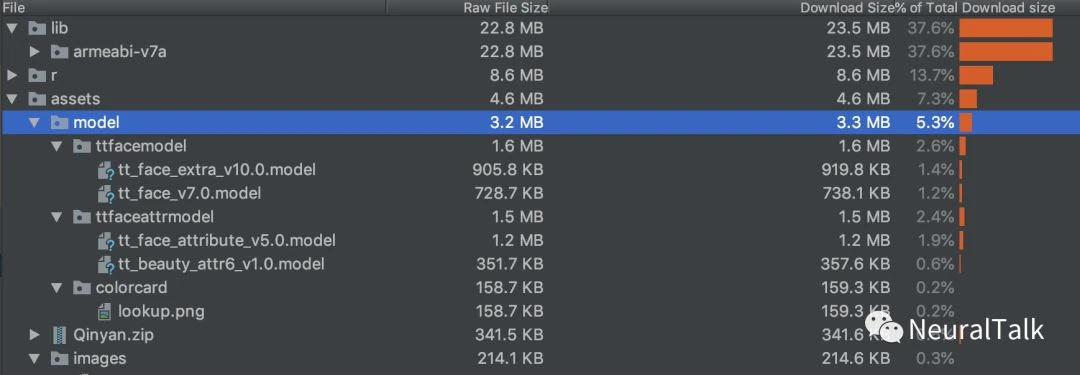 File Raw File Size Download Size % of Total Download size
lib 22.8 MB 23.5 MB 37.6%
armeabi-v7a 22.8 MB 23.5 MB 37.6%
r 8.6 MB 8.6 MB 13.7%
assets 4.6 MB 4.6 MB 7.3%
model 3.2 MB 3.3 MB 5.3%
ttfacemodel 1.6 MB 1.6 MB 2.6%
tt_face_extra_v10.0.model 905.8 KB 919.8 KB 1.4%
tt_face_v7.0.model 728.7 KB 738.1 KB 1.2%
ttfaceattrmodel 1.5 MB 1.5 MB 2.4%
tt_face_attribute_v5.0.model 1.2 MB 1.2 MB 1.9%
tt_beauty_attr6_v1.0.model 351.7 KB 357.6 KB 0.6%
colorcard 158.7 KB 159.3 KB 0.2%
lookup.png 158.7 KB 159.3 KB 0.2%
Qinyan.zip 341.5 KB 341.6 KB
NeuralTalk
images 214.1 KB 214.6 KB 0.3%